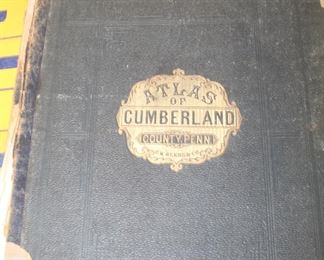 ATLAS
OF
CUMBERLAND
COUNTY, PENN